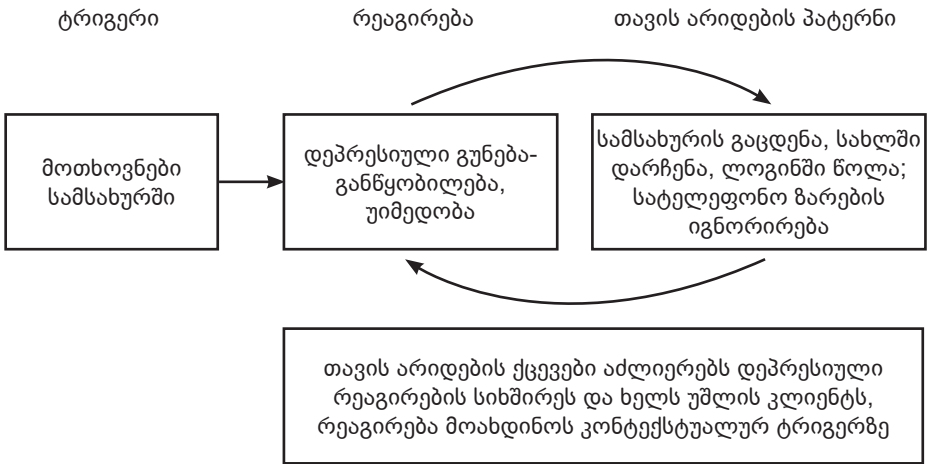 ტრიგერი
რეაგირება
თავის არიდების პატერნი
მოთხოვნები
სამსახურში
დეპრესიული გუნება-
განწყობილება,
უიმედობა
სამსახურის გაცდენა, სახლში
დარჩენა, ლოგინში წოლა;
სატელეფონო ზარების
იგნორირება
თავის არიდების ქცევები აძლიერებს დეპრესიული
რეაგირების სიხშირეს და ხელს უშლის კლიენტს,
რეაგირება მოახდინოს კონტექსტუალურ ტრიგერზე